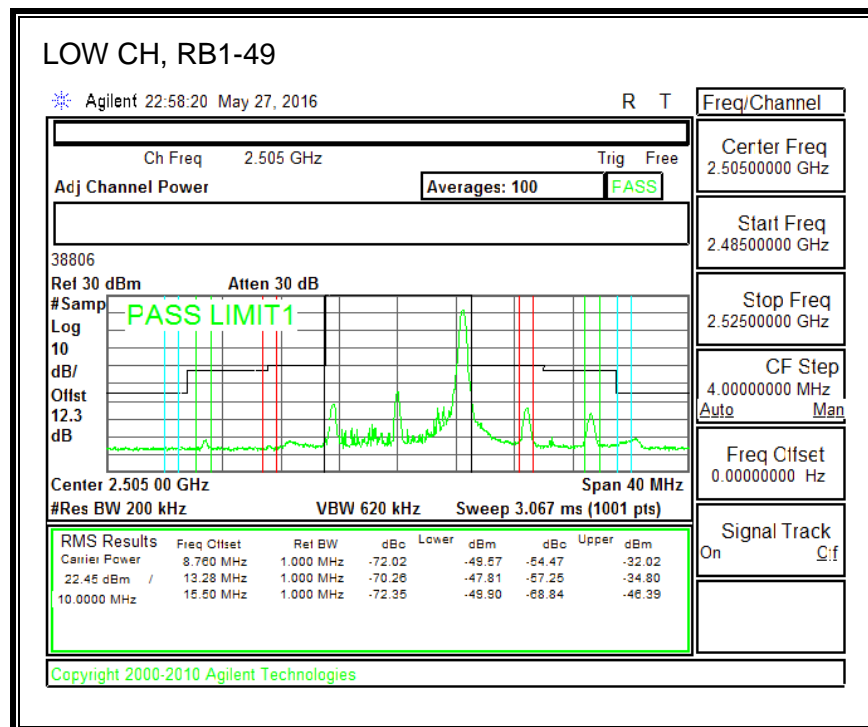 LOW CH, RB1-49
Agilent 22:58:20 May 27, 2016 R T
Freq/Channel
Ch Freq 2.505 GHz Trig Free
Adj Channel Power Averages: 100 PASS
38806
Ref 30 dBm Atten 30 dB
#Samp
Log
10
dB/
Offst
12.3
dB
PASS LIMIT1
Center 2.505 00 GHz Span 40 MHz
#Res BW 200 kHz VBW 620 kHz Sweep 3.067 ms (1001 pts)
RMS Results Freq Offset Ref BW dBc Lower dBm dBc Upper dBm
Carrier Power 8.760 MHz 1.000 MHz -72.02 -49.57 -54.47 -32.02
22.45 dBm / 13.28 MHz 1.000 MHz -70.26 -47.81 -57.25 -34.80
10.0000 MHz 15.50 MHz 1.000 MHz -72.35 -49.90 -68.84 -46.39
Center Freq
2.50500000 GHz
Start Freq
2.48500000 GHz
Stop Freq
2.52500000 GHz
CF Step
4.00000000 MHz
Auto Man
Freq Offset
0.00000000 Hz
Signal Track
On Off
Copyright 2000-2010 Agilent Technologies